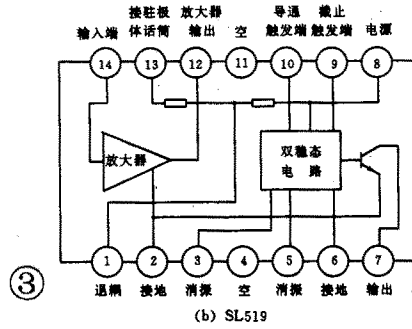 接驻极 放大器 导通 截止
输入端 体话筒 输出 空 触发端 触发端 电源
14 13 12 11 10 9 8
放大器
双稳态
电路
1 2 3 4 5 6 7
退耦 接地 消振 空 消振 接地 输出
③
(b) SL519